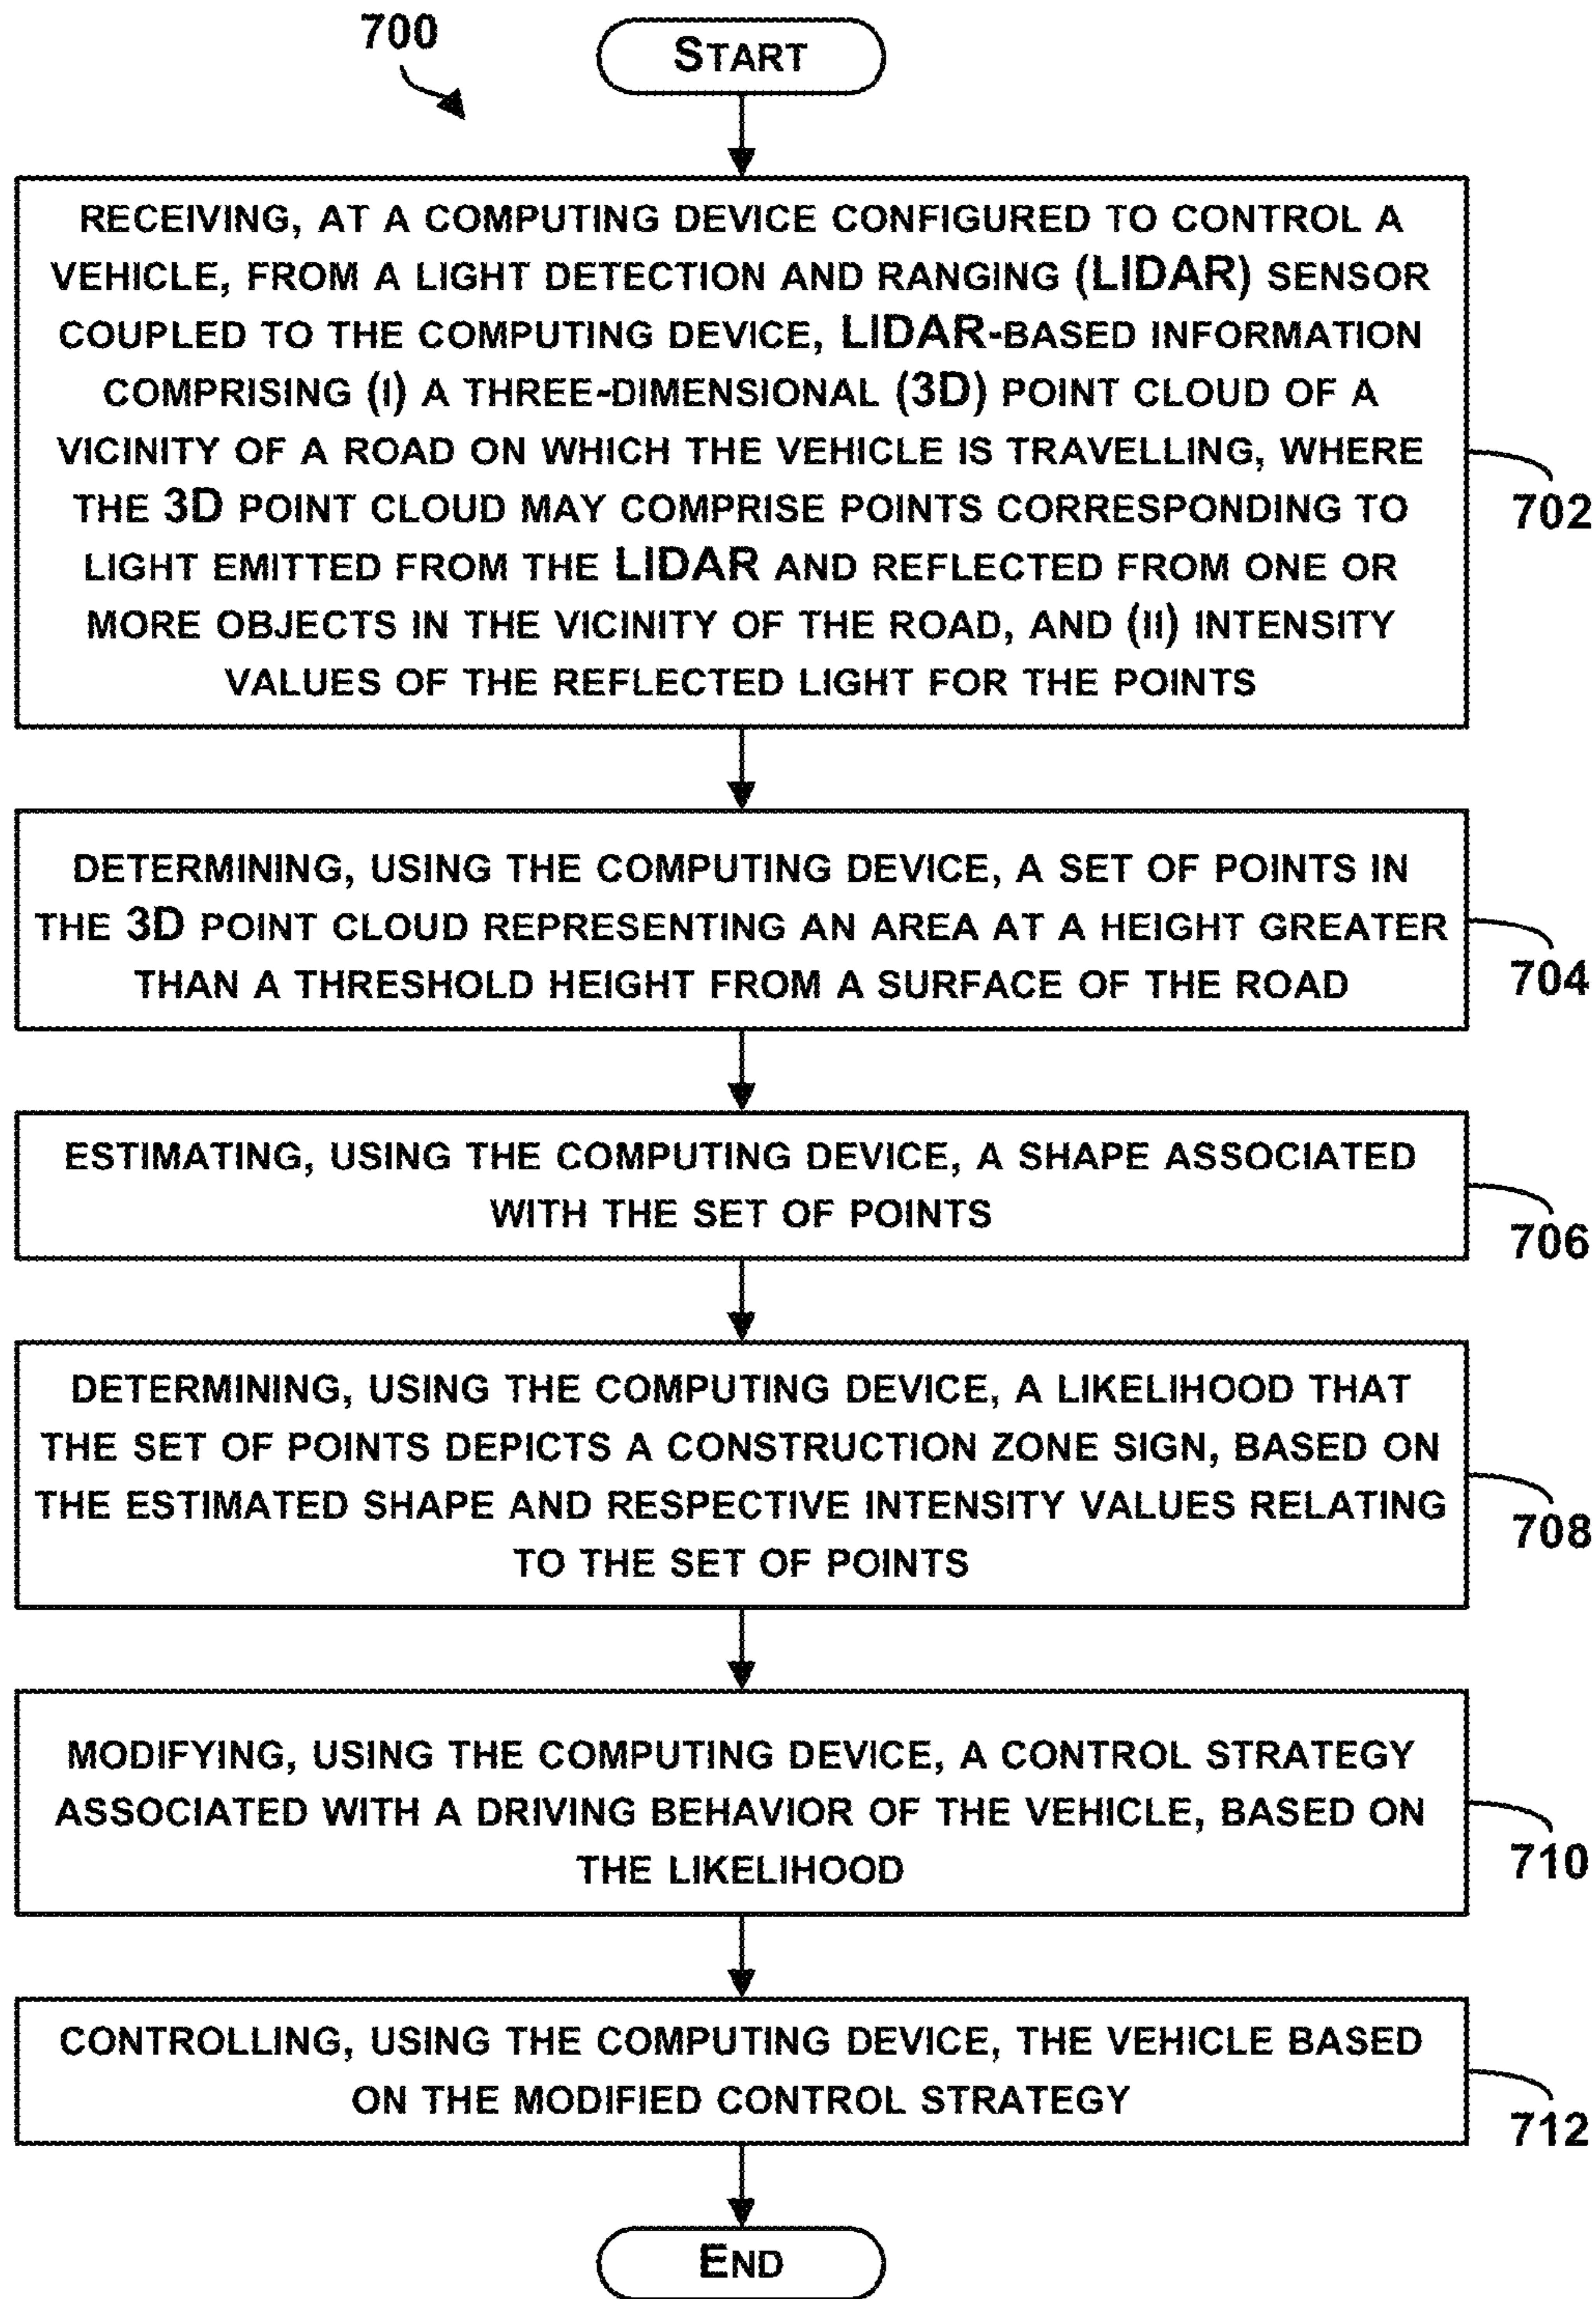 700
START
RECEIVING, AT A COMPUTING DEVICE CONFIGURED TO CONTROL A
VEHICLE, FROM A LIGHT DETECTION AND RANGING (LIDAR) SENSOR
COUPLED TO THE COMPUTING DEVICE, LIDAR-BASED INFORMATION
COMPRISING (I) A THREE-DIMENSIONAL (3D) POINT CLOUD OF A
VICINITY OF A ROAD ON WHICH THE VEHICLE IS TRAVELLING, WHERE
THE 3D POINT CLOUD MAY COMPRISE POINTS CORRESPONDING TO
LIGHT EMITTED FROM THE LIDAR AND REFLECTED FROM ONE OR
MORE OBJECTS IN THE VICINITY OF THE ROAD, AND (II) INTENSITY
VALUES OF THE REFLECTED LIGHT FOR THE POINTS
702
DETERMINING, USING THE COMPUTING DEVICE, A SET OF POINTS IN
THE 3D POINT CLOUD REPRESENTING AN AREA AT A HEIGHT GREATER
THAN A THRESHOLD HEIGHT FROM A SURFACE OF THE ROAD
704
ESTIMATING, USING THE COMPUTING DEVICE, A SHAPE ASSOCIATED
WITH THE SET OF POINTS
706
DETERMINING, USING THE COMPUTING DEVICE, A LIKELIHOOD THAT
THE SET OF POINTS DEPICTS A CONSTRUCTION ZONE SIGN, BASED ON
THE ESTIMATED SHAPE AND RESPECTIVE INTENSITY VALUES RELATING
TO THE SET OF POINTS
708
MODIFYING, USING THE COMPUTING DEVICE, A CONTROL STRATEGY
ASSOCIATED WITH A DRIVING BEHAVIOR OF THE VEHICLE, BASED ON
THE LIKELIHOOD
710
CONTROLLING, USING THE COMPUTING DEVICE, THE VEHICLE BASED
ON THE MODIFIED CONTROL STRATEGY
712
END